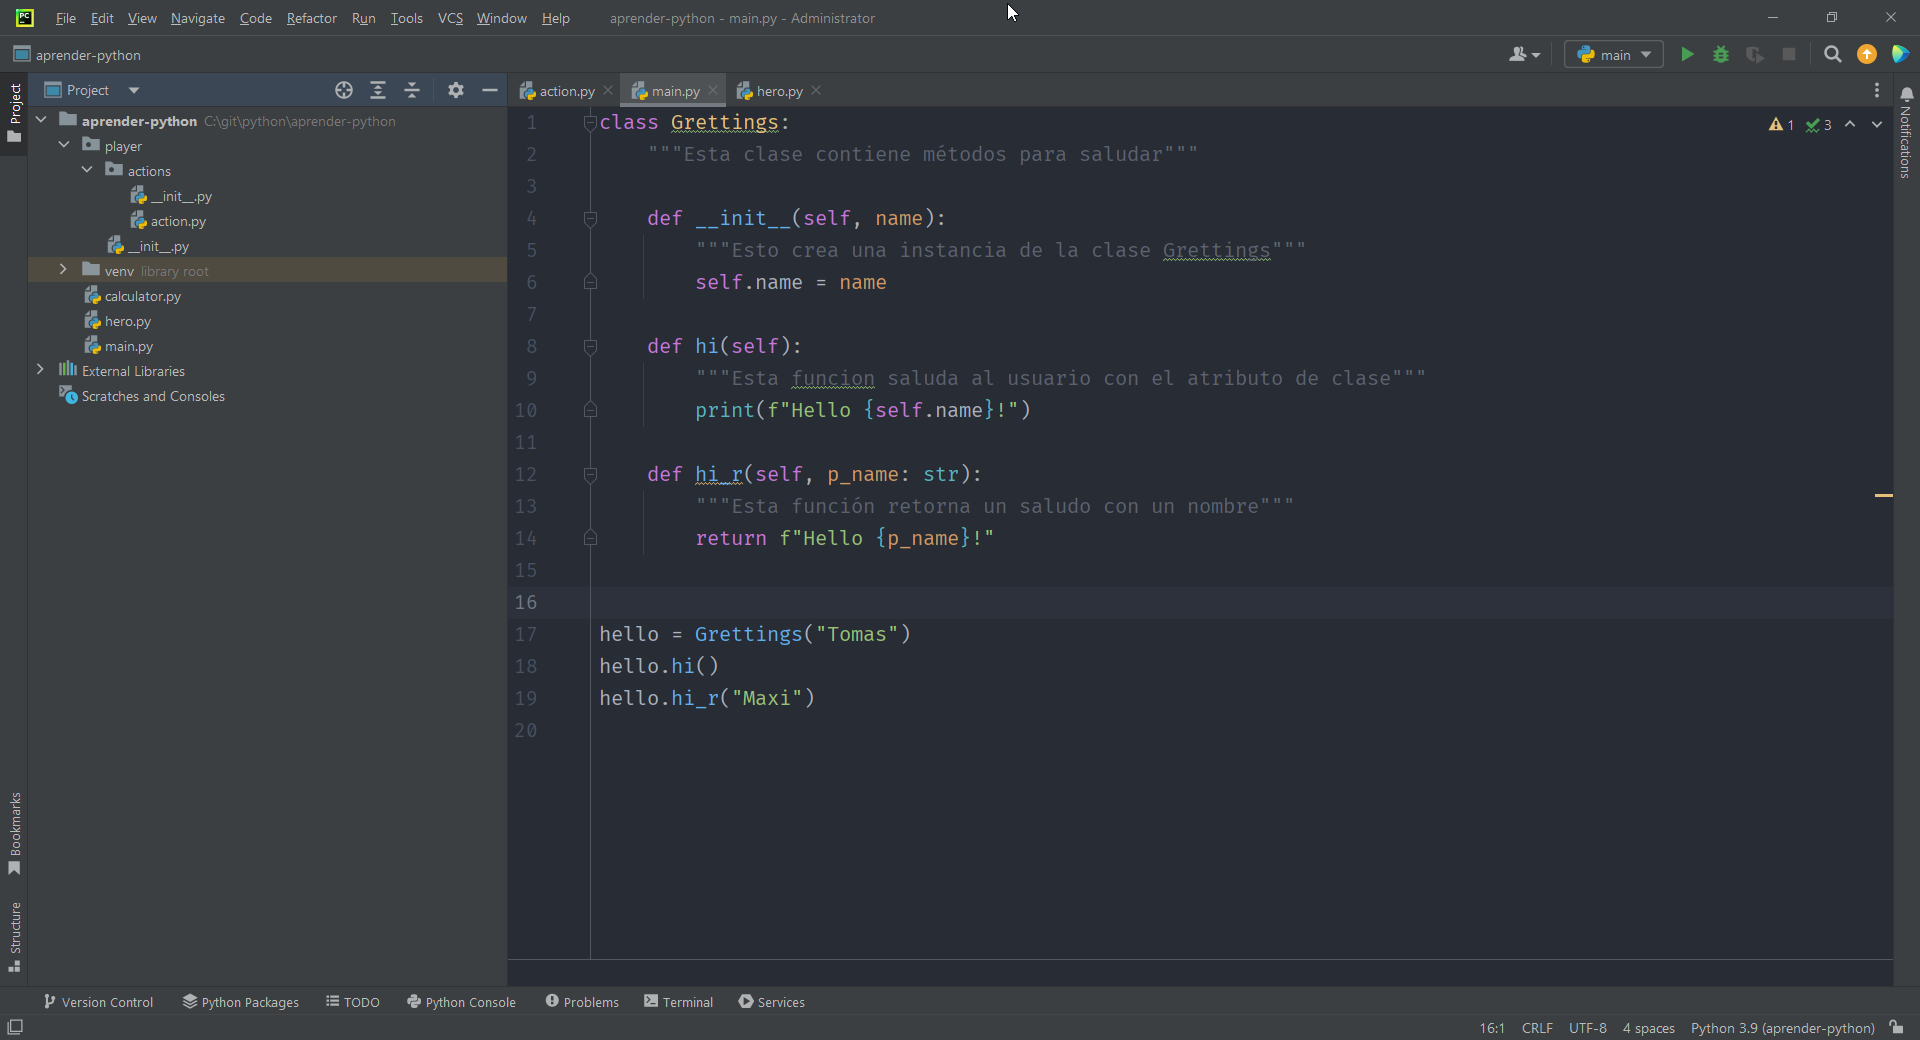 PC
File Edit View Navigate Code Refactor Run Tools VCS Window Help aprender-python - main.py - Administrator
aprender-python
main
Project
Project
action.py main.py hero.py
Notifications
aprender-python C:\git\python\aprender-python
player
actions
__init__.py
action.py
__init__.py
venv library root
calculator.py
hero.py
main.py
External Libraries
Scratches and Consoles
1 3
1 class Grettings:
2 """Esta clase contiene métodos para saludar"""
3
4 def __init__(self, name):
5 """Esto crea una instancia de la clase Grettings"""
6 self.name = name
7
8 def hi(self):
9 """Esta funcion saluda al usuario con el atributo de clase"""
10 print(f"Hello {self.name}!")
11
12 def hi_r(self, p_name: str):
13 """Esta función retorna un saludo con un nombre"""
14 return f"Hello {p_name}!"
15
16
17 hello = Grettings("Tomas")
18 hello.hi()
19 hello.hi_r("Maxi")
20
Bookmarks
Structure
Version Control Python Packages TODO Python Console Problems Terminal Services
16:1 CRLF UTF-8 4 spaces Python 3.9 (aprender-python)